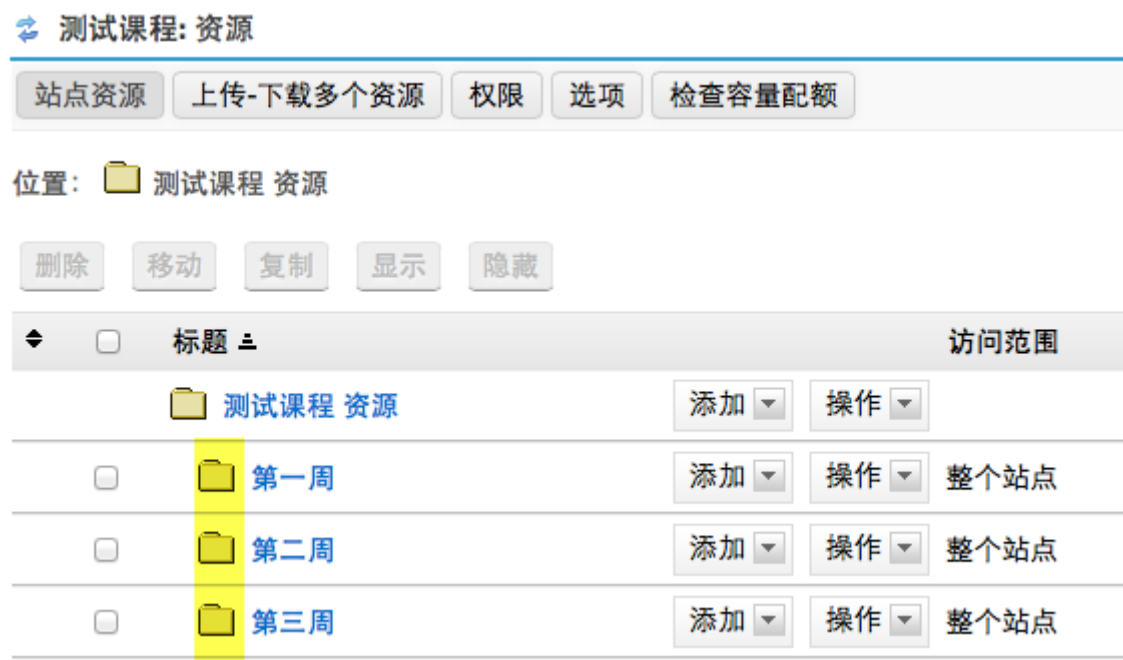 测试课程: 资源
站点资源 上传-下载多个资源 权限 选项 检查容量配额
位置: 测试课程 资源
删除 移动 复制 显示 隐藏
标题 访问范围
测试课程 资源 添加 操作
第一周 添加 操作 整个站点
第二周 添加 操作 整个站点
第三周 添加 操作 整个站点